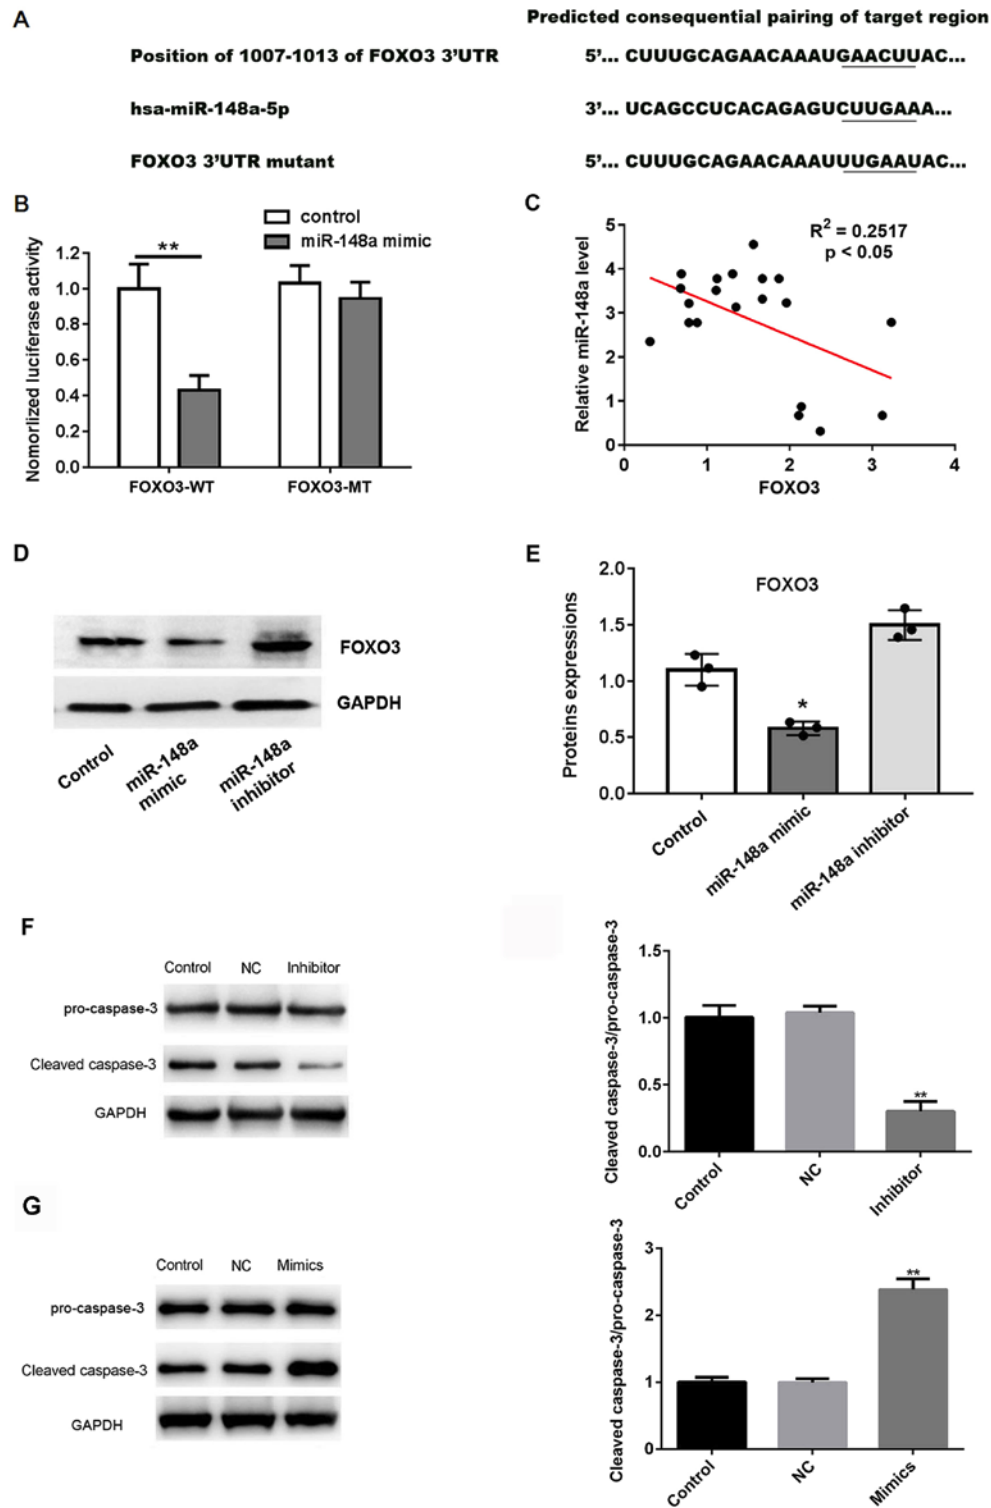 A
Predicted consequential pairing of target region
Position of 1007-1013 of FOXO3 3'UTR 5'... CUUUGCAGAACAAAUGAACUUAC...
hsa-miR-148a-5p 3'... UCAGCCUCACAGAGUCUUGAAA...
FOXO3 3'UTR mutant 5'... CUUUGCAGAACAAAUUUGAAUAC...
B
control
miR-148a mimic
**
Nomorlized luciferase activity
1.2
1.0
0.8
0.6
0.4
0.2
0.0
FOXO3-WT FOXO3-MT
C
R² = 0.2517
p < 0.05
Relative miR-148a level
5
4
3
2
1
0
0 1 2 3 4
FOXO3
D
FOXO3
GAPDH
Control
miR-148a
mimic
miR-148a
inhibitor
E
FOXO3
Proteins expressions
2.0
1.5
1.0
0.5
0.0
*
Control
miR-148a mimic
miR-148a inhibitor
F
Control NC Inhibitor
pro-caspase-3
Cleaved caspase-3
GAPDH
Cleaved caspase-3/pro-caspase-3
1.5
1.0
0.5
0.0
**
Control
NC
Inhibitor
G
Control NC Mimics
pro-caspase-3
Cleaved caspase-3
GAPDH
Cleaved caspase-3/pro-caspase-3
3
2
1
0
**
Control
NC
Mimics